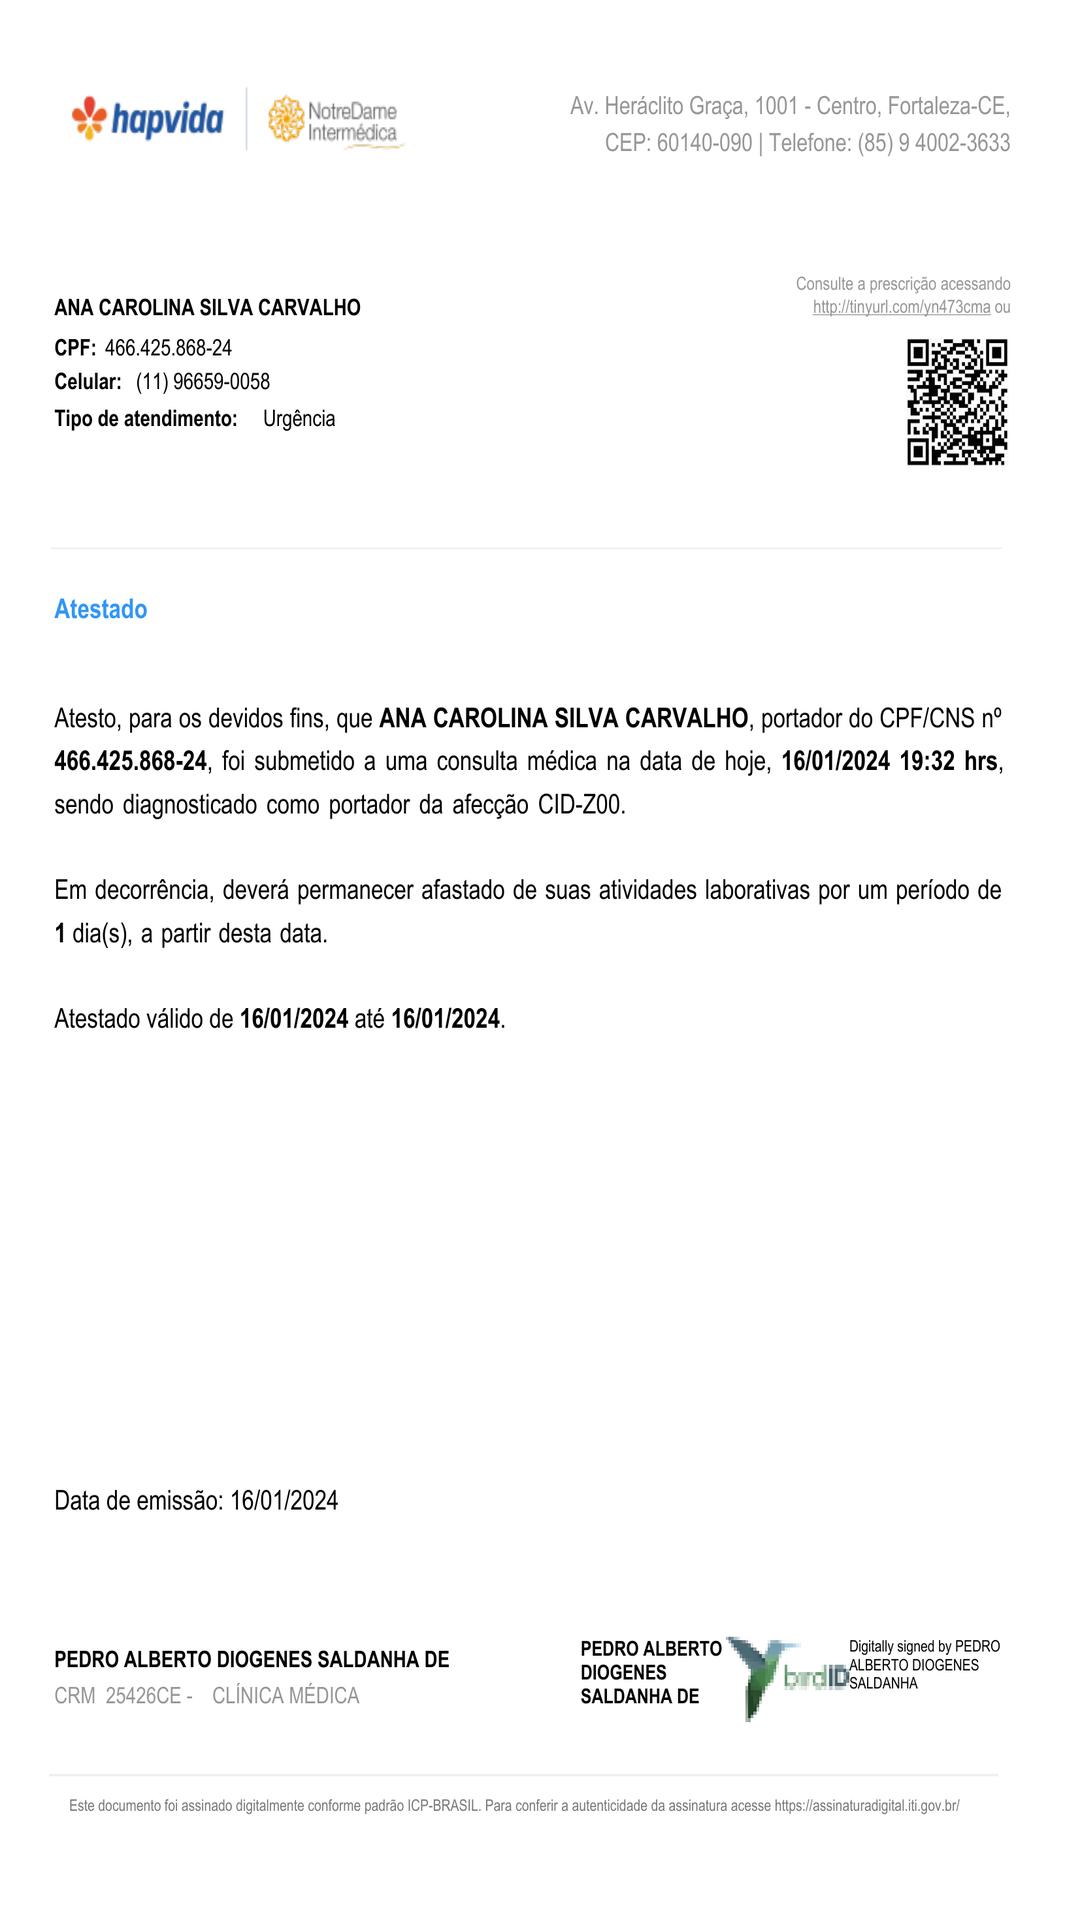 hapvida
NotreDame
Intermédica
Av. Heráclito Graça, 1001 - Centro, Fortaleza-CE,
CEP: 60140-090 | Telefone: (85) 9 4002-3633
Consulte a prescrição acessando
http://tinyurl.com/yn473cma ou
ANA CAROLINA SILVA CARVALHO
CPF: 466.425.868-24
Celular: (11) 96659-0058
Tipo de atendimento: Urgência
Atestado
Atesto, para os devidos fins, que ANA CAROLINA SILVA CARVALHO, portador do CPF/CNS nº
466.425.868-24, foi submetido a uma consulta médica na data de hoje, 16/01/2024 19:32 hrs,
sendo diagnosticado como portador da afecção CID-Z00.
Em decorrência, deverá permanecer afastado de suas atividades laborativas por um período de
1 dia(s), a partir desta data.
Atestado válido de 16/01/2024 até 16/01/2024.
Data de emissão: 16/01/2024
PEDRO ALBERTO DIOGENES SALDANHA DE
CRM 25426CE - CLÍNICA MÉDICA
PEDRO ALBERTO
DIOGENES
SALDANHA DE
birdID
Digitally signed by PEDRO
ALBERTO DIOGENES
SALDANHA
Este documento foi assinado digitalmente conforme padrão ICP-BRASIL. Para conferir a autenticidade da assinatura acesse https://assinaturadigital.iti.gov.br/